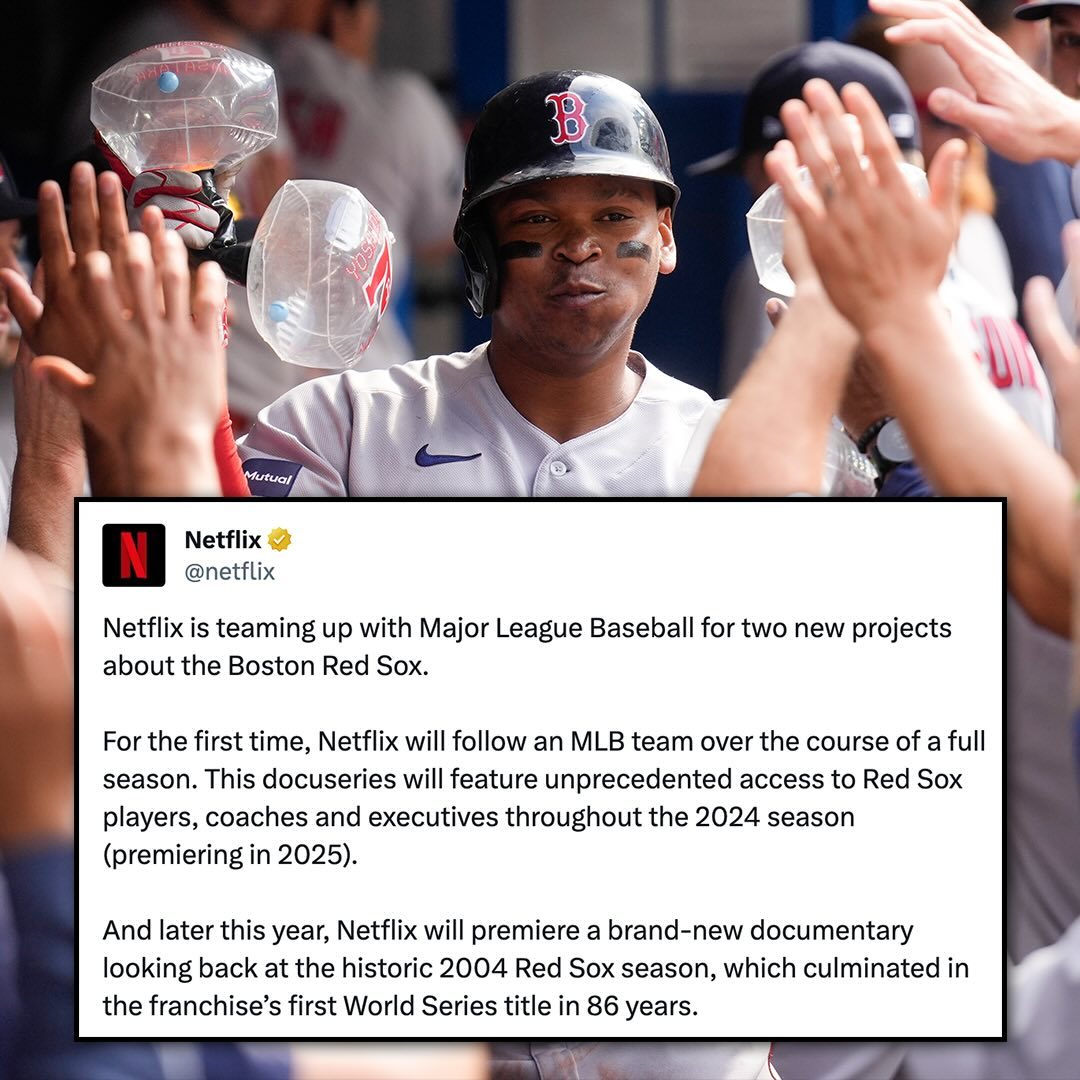 B
YOSHIDA
Mutual
N
Netflix
@netflix
Netflix is teaming up with Major League Baseball for two new projects
about the Boston Red Sox.
For the first time, Netflix will follow an MLB team over the course of a full
season. This docuseries will feature unprecedented access to Red Sox
players, coaches and executives throughout the 2024 season
(premiering in 2025).
And later this year, Netflix will premiere a brand-new documentary
looking back at the historic 2004 Red Sox season, which culminated in
the franchise’s first World Series title in 86 years.